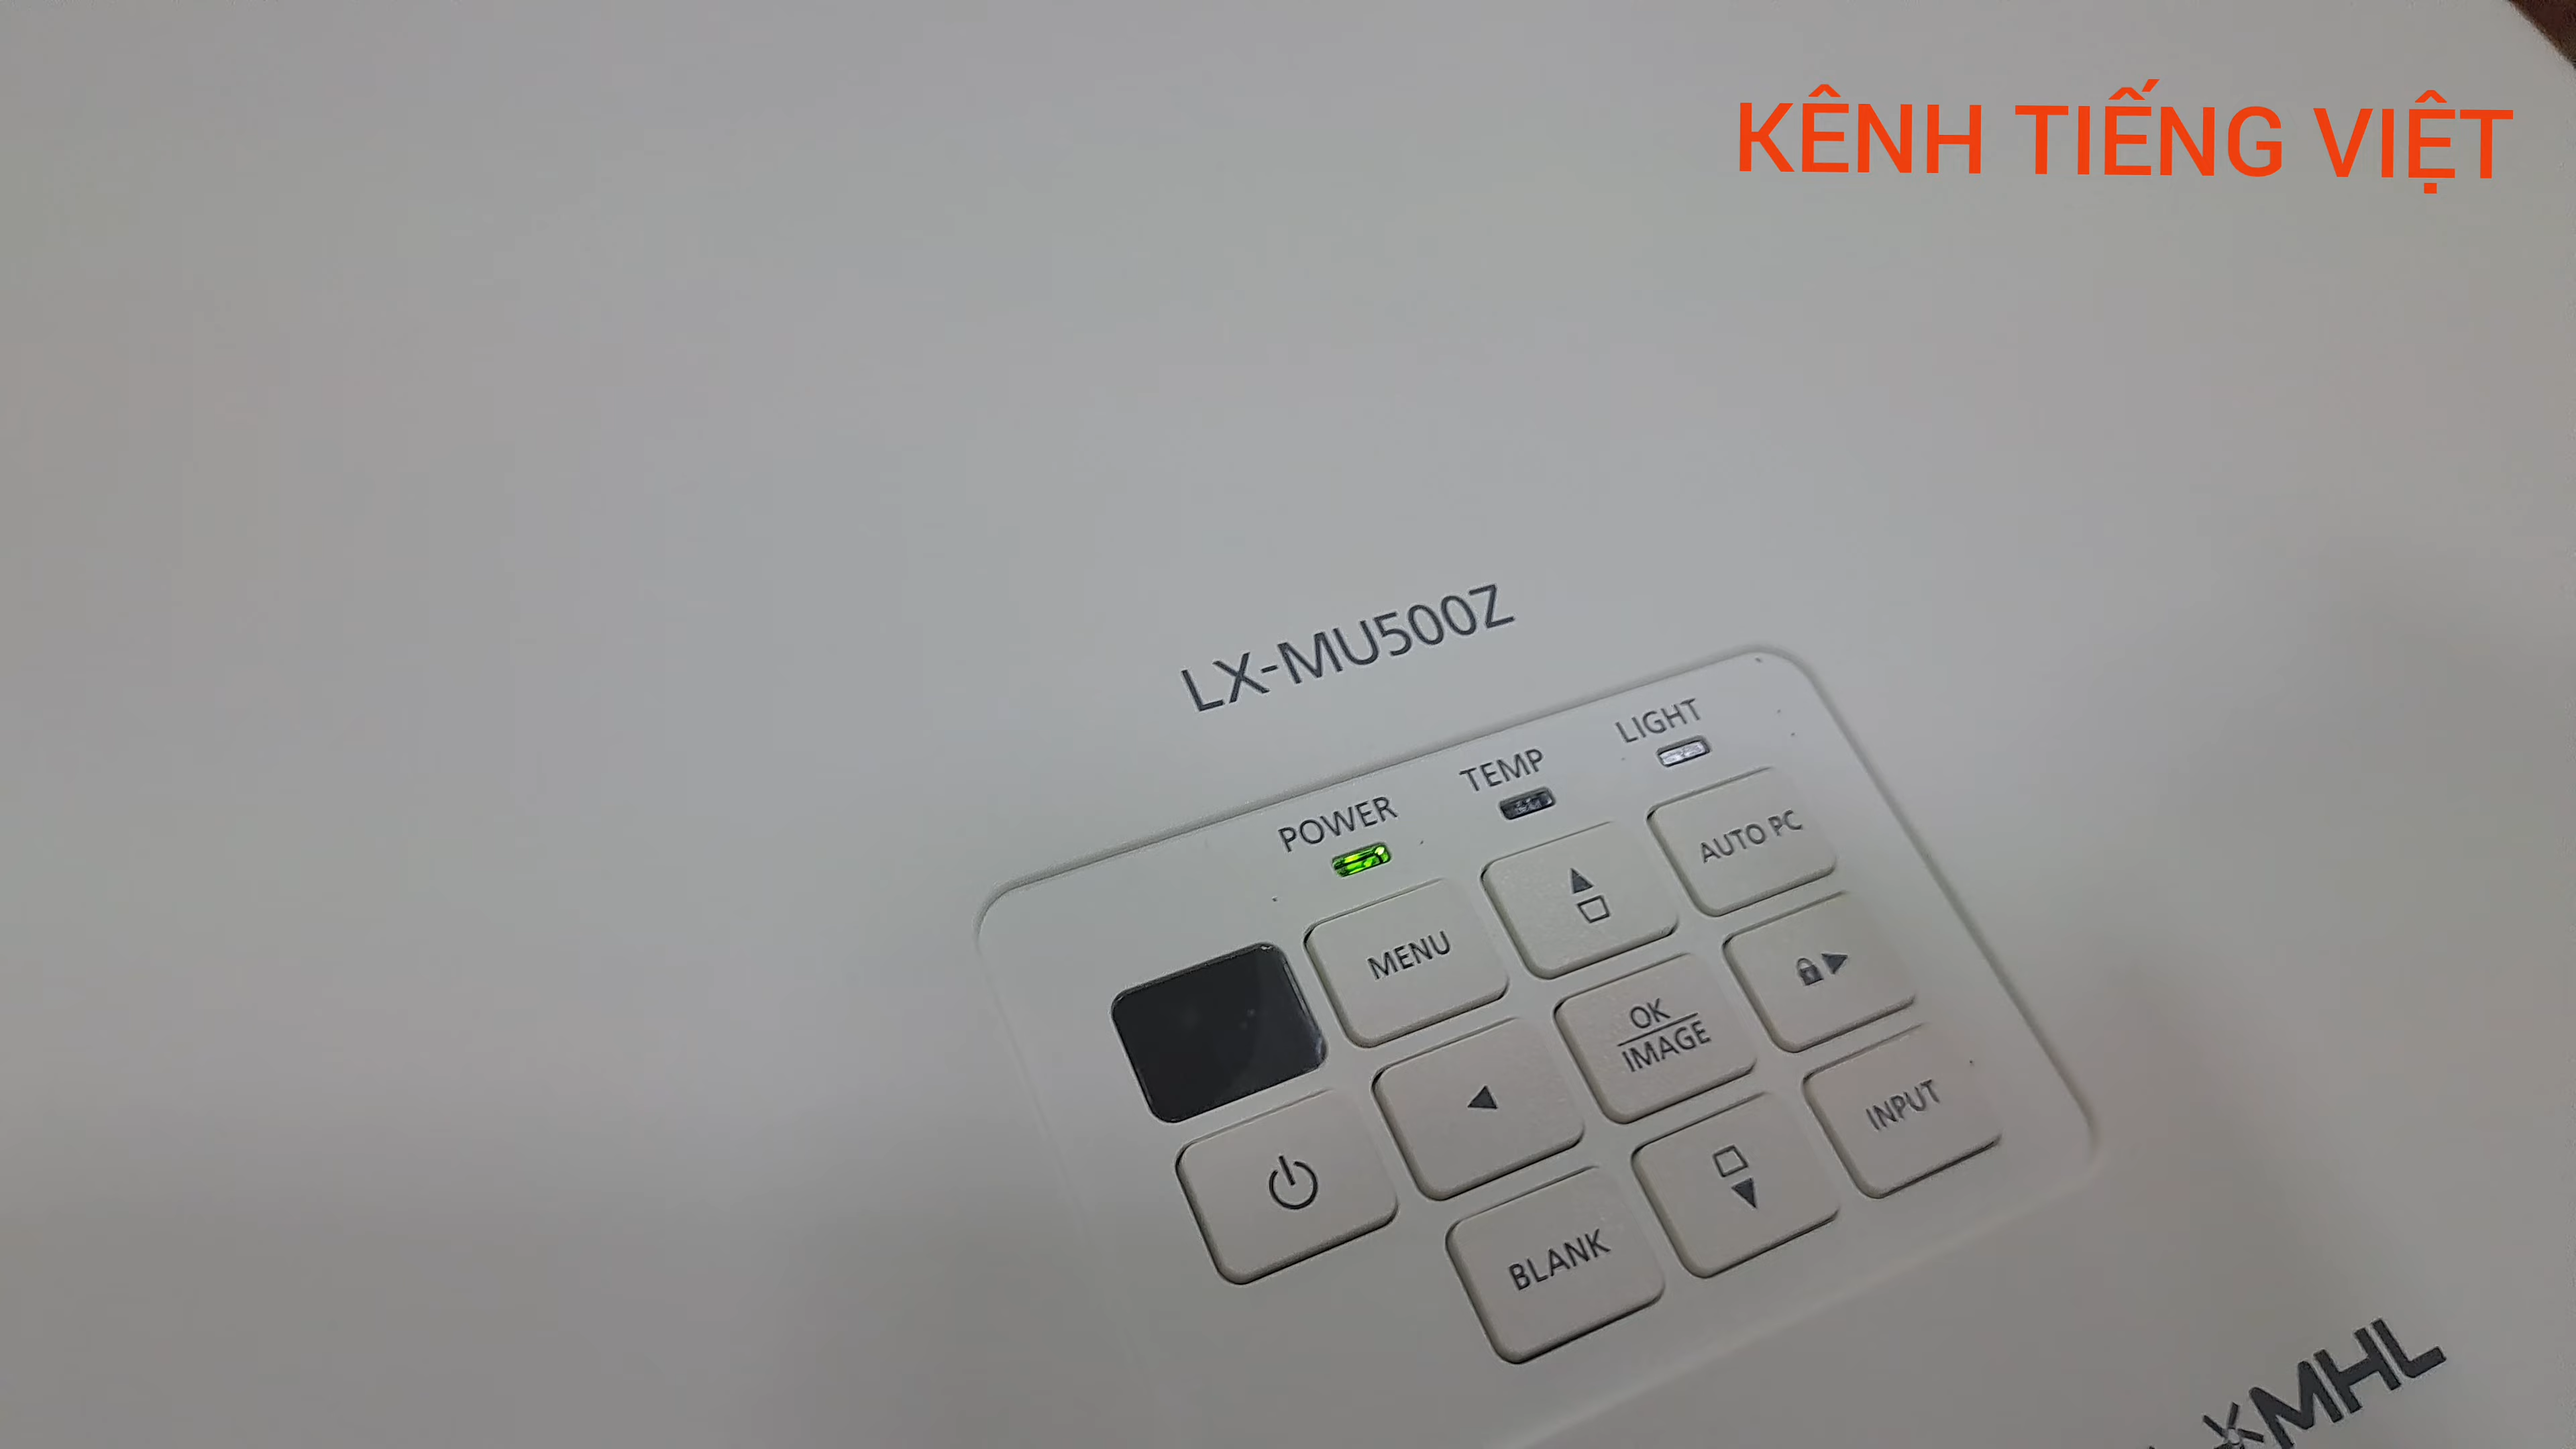 KÊNH TIẾNG VIỆT
LX-MU500Z
POWER
TEMP
LIGHT
MENU
AUTO PC
OK
IMAGE
INPUT
BLANK
MHL